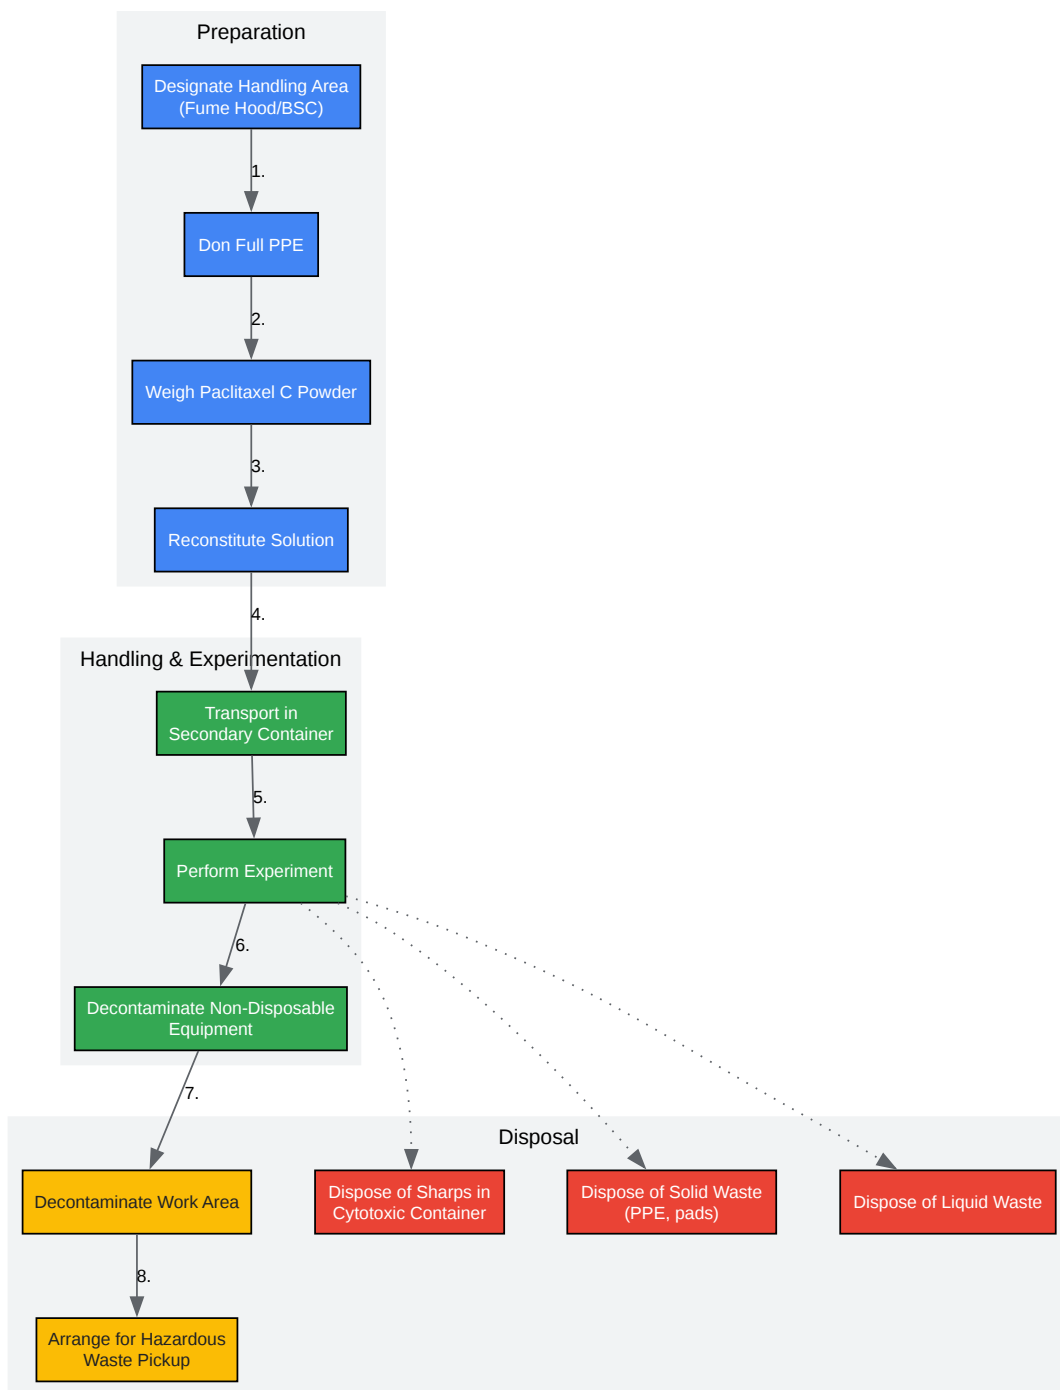 Preparation
Designate Handling Area
(Fume Hood/BSC)
1.
Don Full PPE
2.
Weigh Paclitaxel C Powder
3.
Reconstitute Solution
4.
Handling & Experimentation
Transport in
Secondary Container
5.
Perform Experiment
6.
Decontaminate Non-Disposable
Equipment
7.
Disposal
Decontaminate Work Area
Dispose of Sharps in
Cytotoxic Container
Dispose of Solid Waste
(PPE, pads)
Dispose of Liquid Waste
8.
Arrange for Hazardous
Waste Pickup